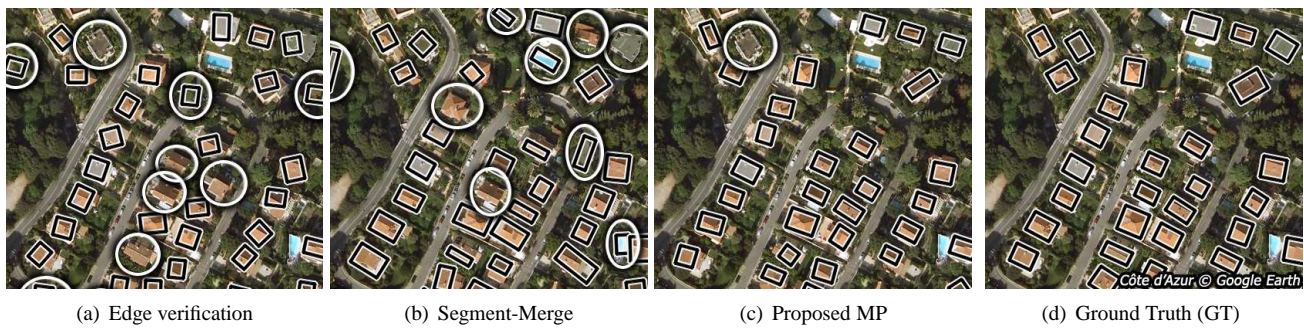 Côte d'Azur © Google Earth
(a) Edge verification
(b) Segment-Merge
(c) Proposed MP
(d) Ground Truth (GT)